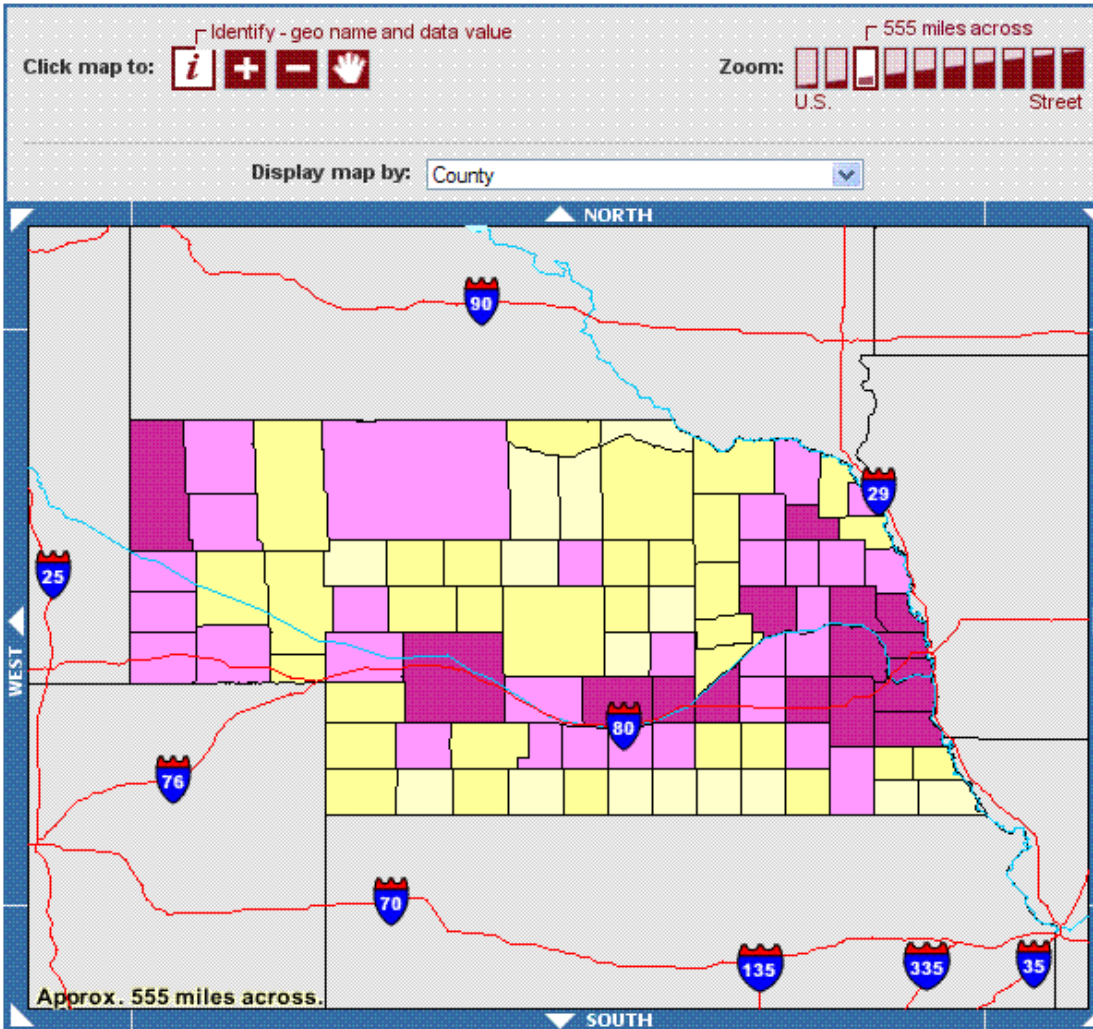 Identify - geo name and data value
555 miles across
Click map to:
i
Zoom:
U.S.
Street
Display map by:
County
NORTH
90
29
25
WEST
80
76
70
135
335
35
Approx. 555 miles across.
SOUTH